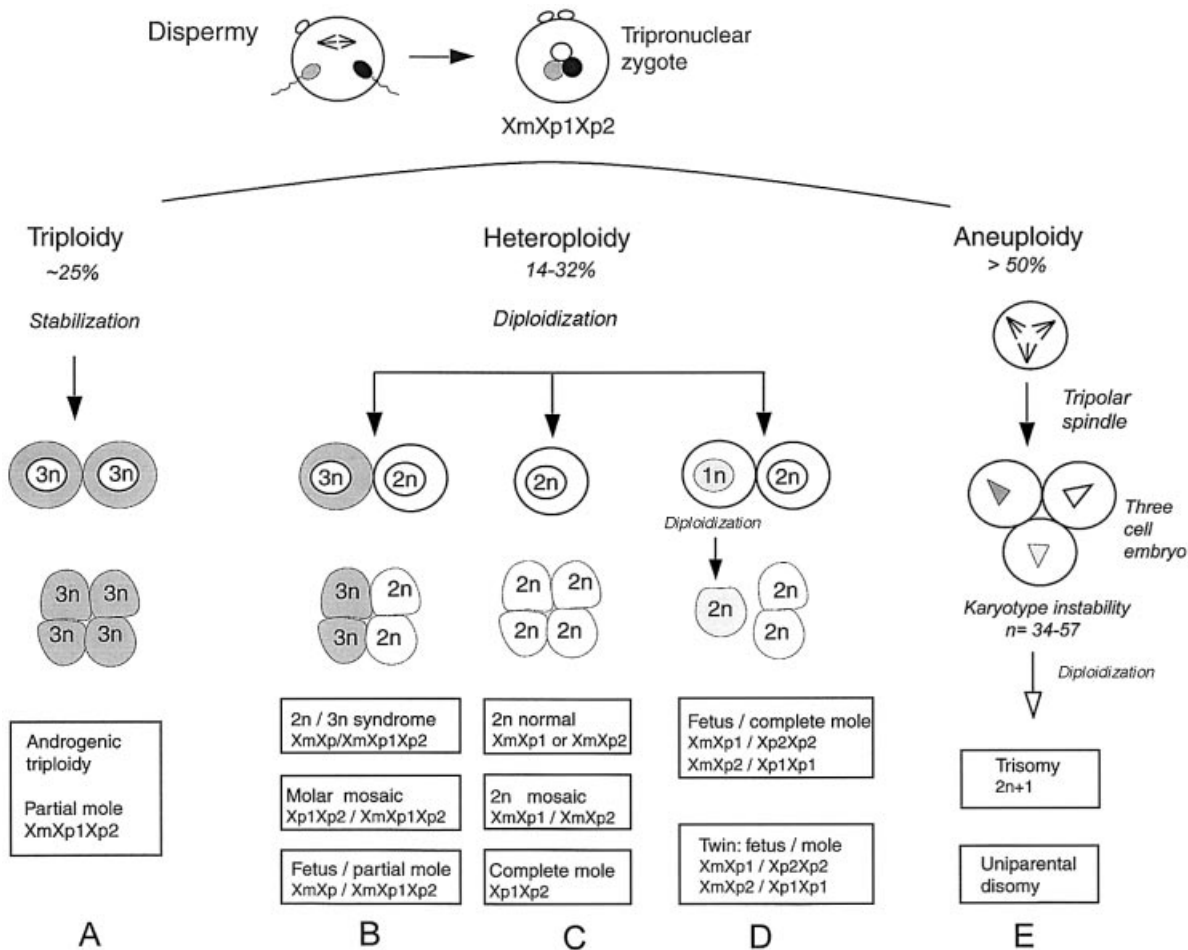 Dispermy
Tripronuclear
zygote
XmXp1Xp2
Triploidy
~25%
Stabilization
3n 3n
3n 3n
3n 3n
Androgenic
triploidy
Partial mole
XmXp1Xp2
A
Heteroploidy
14-32%
Diploidization
3n 2n
3n 2n
3n 2n
2n / 3n syndrome
XmXp/XmXp1Xp2
Molar mosaic
Xp1Xp2 / XmXp1Xp2
Fetus / partial mole
XmXp / XmXp1Xp2
B
2n
2n 2n
2n 2n
2n normal
XmXp1 or XmXp2
2n mosaic
XmXp1 / XmXp2
Complete mole
Xp1Xp2
C
1n 2n
Diploidization
2n 2n
2n
Fetus / complete mole
XmXp1 / Xp2Xp2
XmXp2 / Xp1Xp1
Twin: fetus / mole
XmXp1 / Xp2Xp2
XmXp2 / Xp1Xp1
D
Aneuploidy
> 50%
Tripolar
spindle
Three
cell
embryo
Karyotype instability
n= 34-57
Diploidization
Trisomy
2n+1
Uniparental
disomy
E